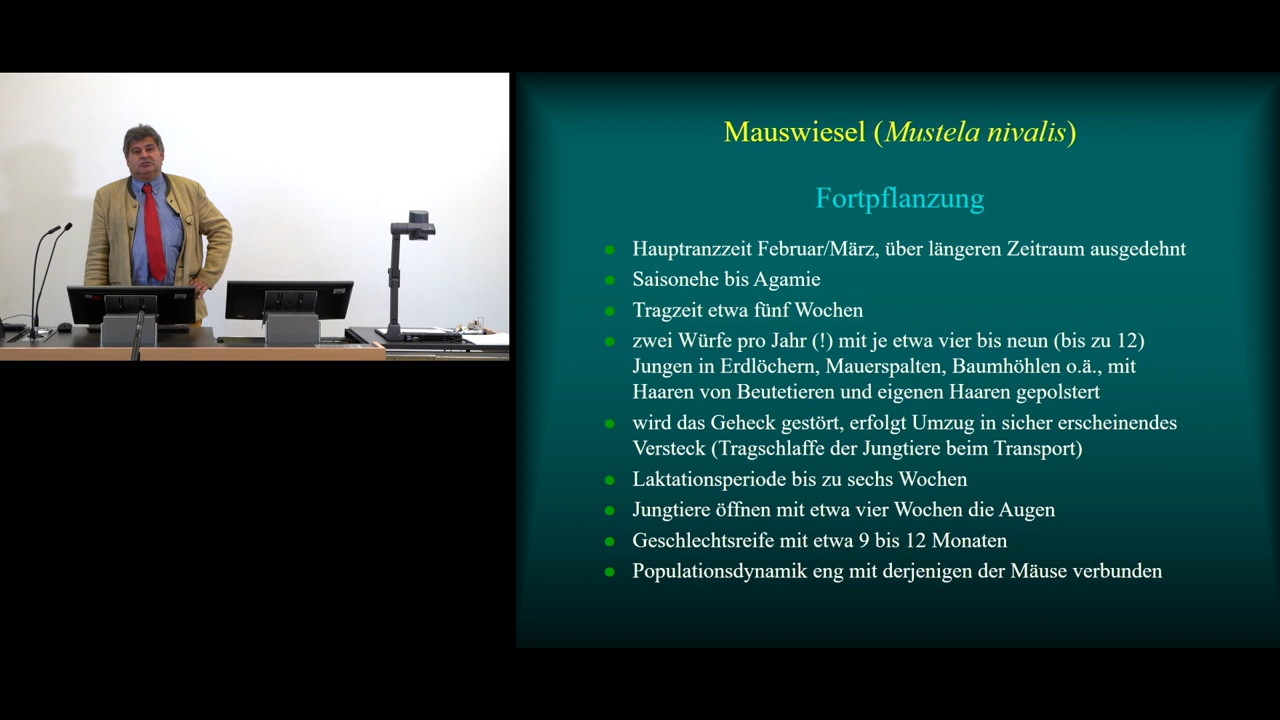 Mauswiesel (Mustela nivalis)
Fortpflanzung
Hauptranzzeit Februar/März, über längeren Zeitraum ausgedehnt
Saisonehe bis Agamie
Tragzeit etwa fünf Wochen
zwei Würfe pro Jahr (!) mit je etwa vier bis neun (bis zu 12)
Jungen in Erdlöchern, Mauerspalten, Baumhöhlen o.ä., mit
Haaren von Beutetieren und eigenen Haaren gepolstert
wird das Geheck gestört, erfolgt Umzug in sicher erscheinendes
Versteck (Tragschlaffe der Jungtiere beim Transport)
Laktationsperiode bis zu sechs Wochen
Jungtiere öffnen mit etwa vier Wochen die Augen
Geschlechtsreife mit etwa 9 bis 12 Monaten
Populationsdynamik eng mit derjenigen der Mäuse verbunden